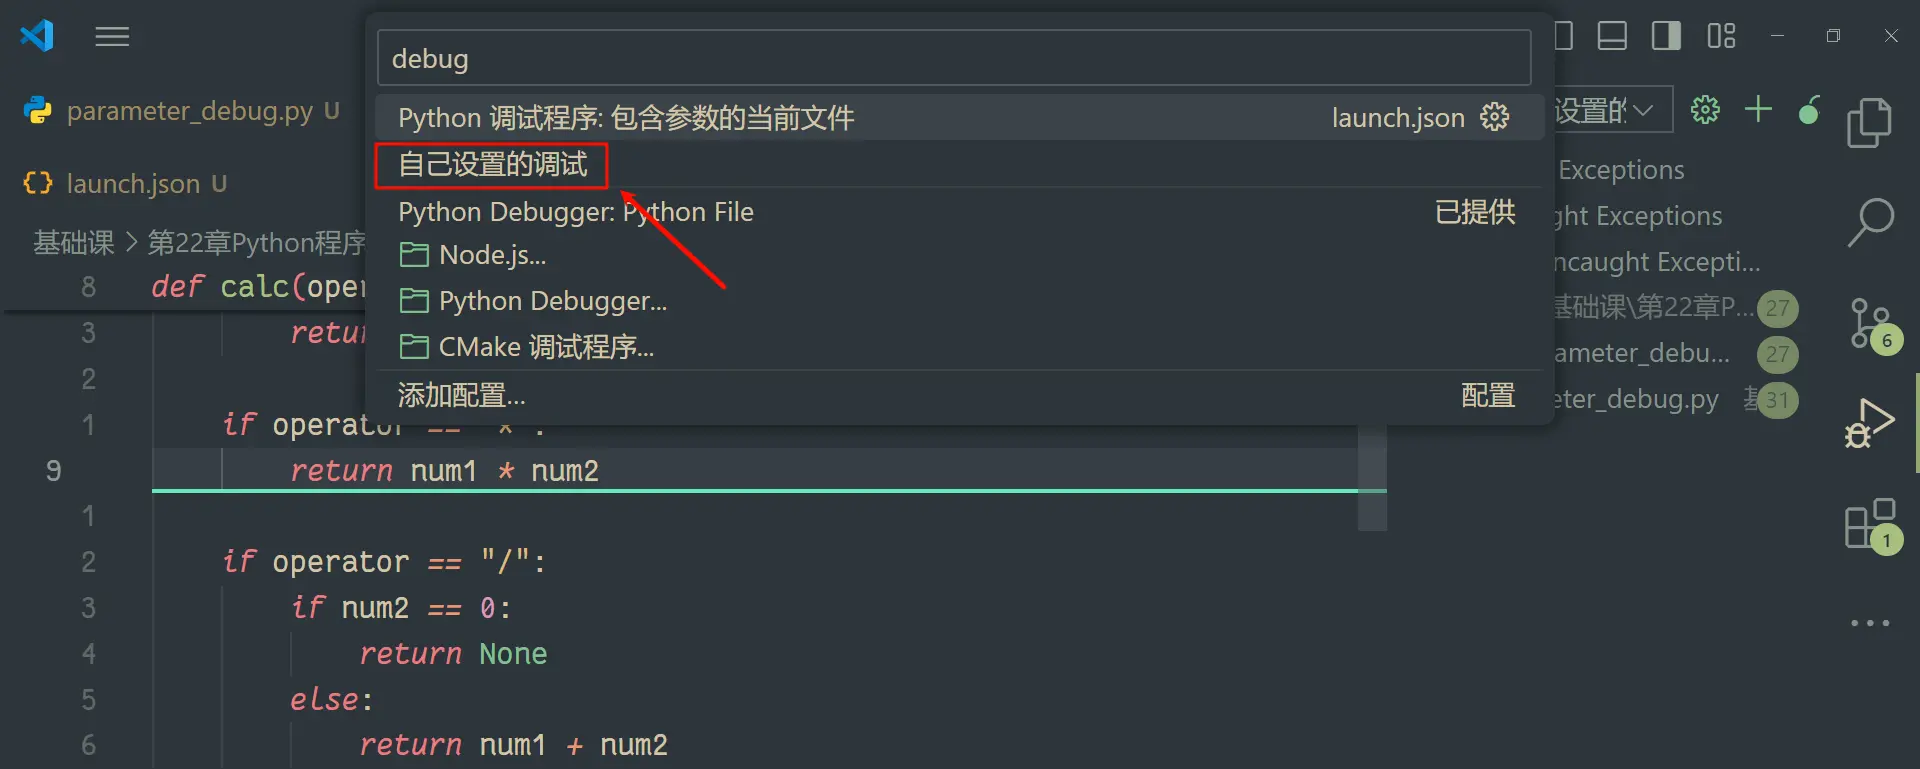 debug
Python 调试程序: 包含参数的当前文件 launch.json
自己设置的调试
Python Debugger: Python File 已提供
Node.js...
Python Debugger...
CMake 调试程序...
添加配置... 配置
parameter_debug.py U
launch.json U
基础课 > 第22章Python程序
8 def calc(oper
3 retur
2
1 if operator == "*":
9 return num1 * num2
1
2 if operator == "/":
3 if num2 == 0:
4 return None
5 else:
6 return num1 + num2
设置的
Exceptions
ght Exceptions
ncaught Excepti...
基础课\第22章P... 27
ameter_debu... 27
eter_debug.py 31
6
1